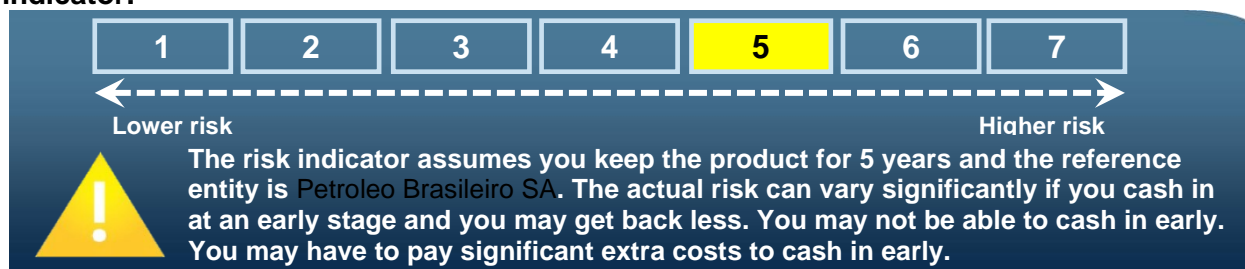 indicator:
1 2 3 4 5 6 7
Lower risk Higher risk
The risk indicator assumes you keep the product for 5 years and the reference
entity is Petroleo Brasileiro SA. The actual risk can vary significantly if you cash in
at an early stage and you may get back less. You may not be able to cash in early.
You may have to pay significant extra costs to cash in early.